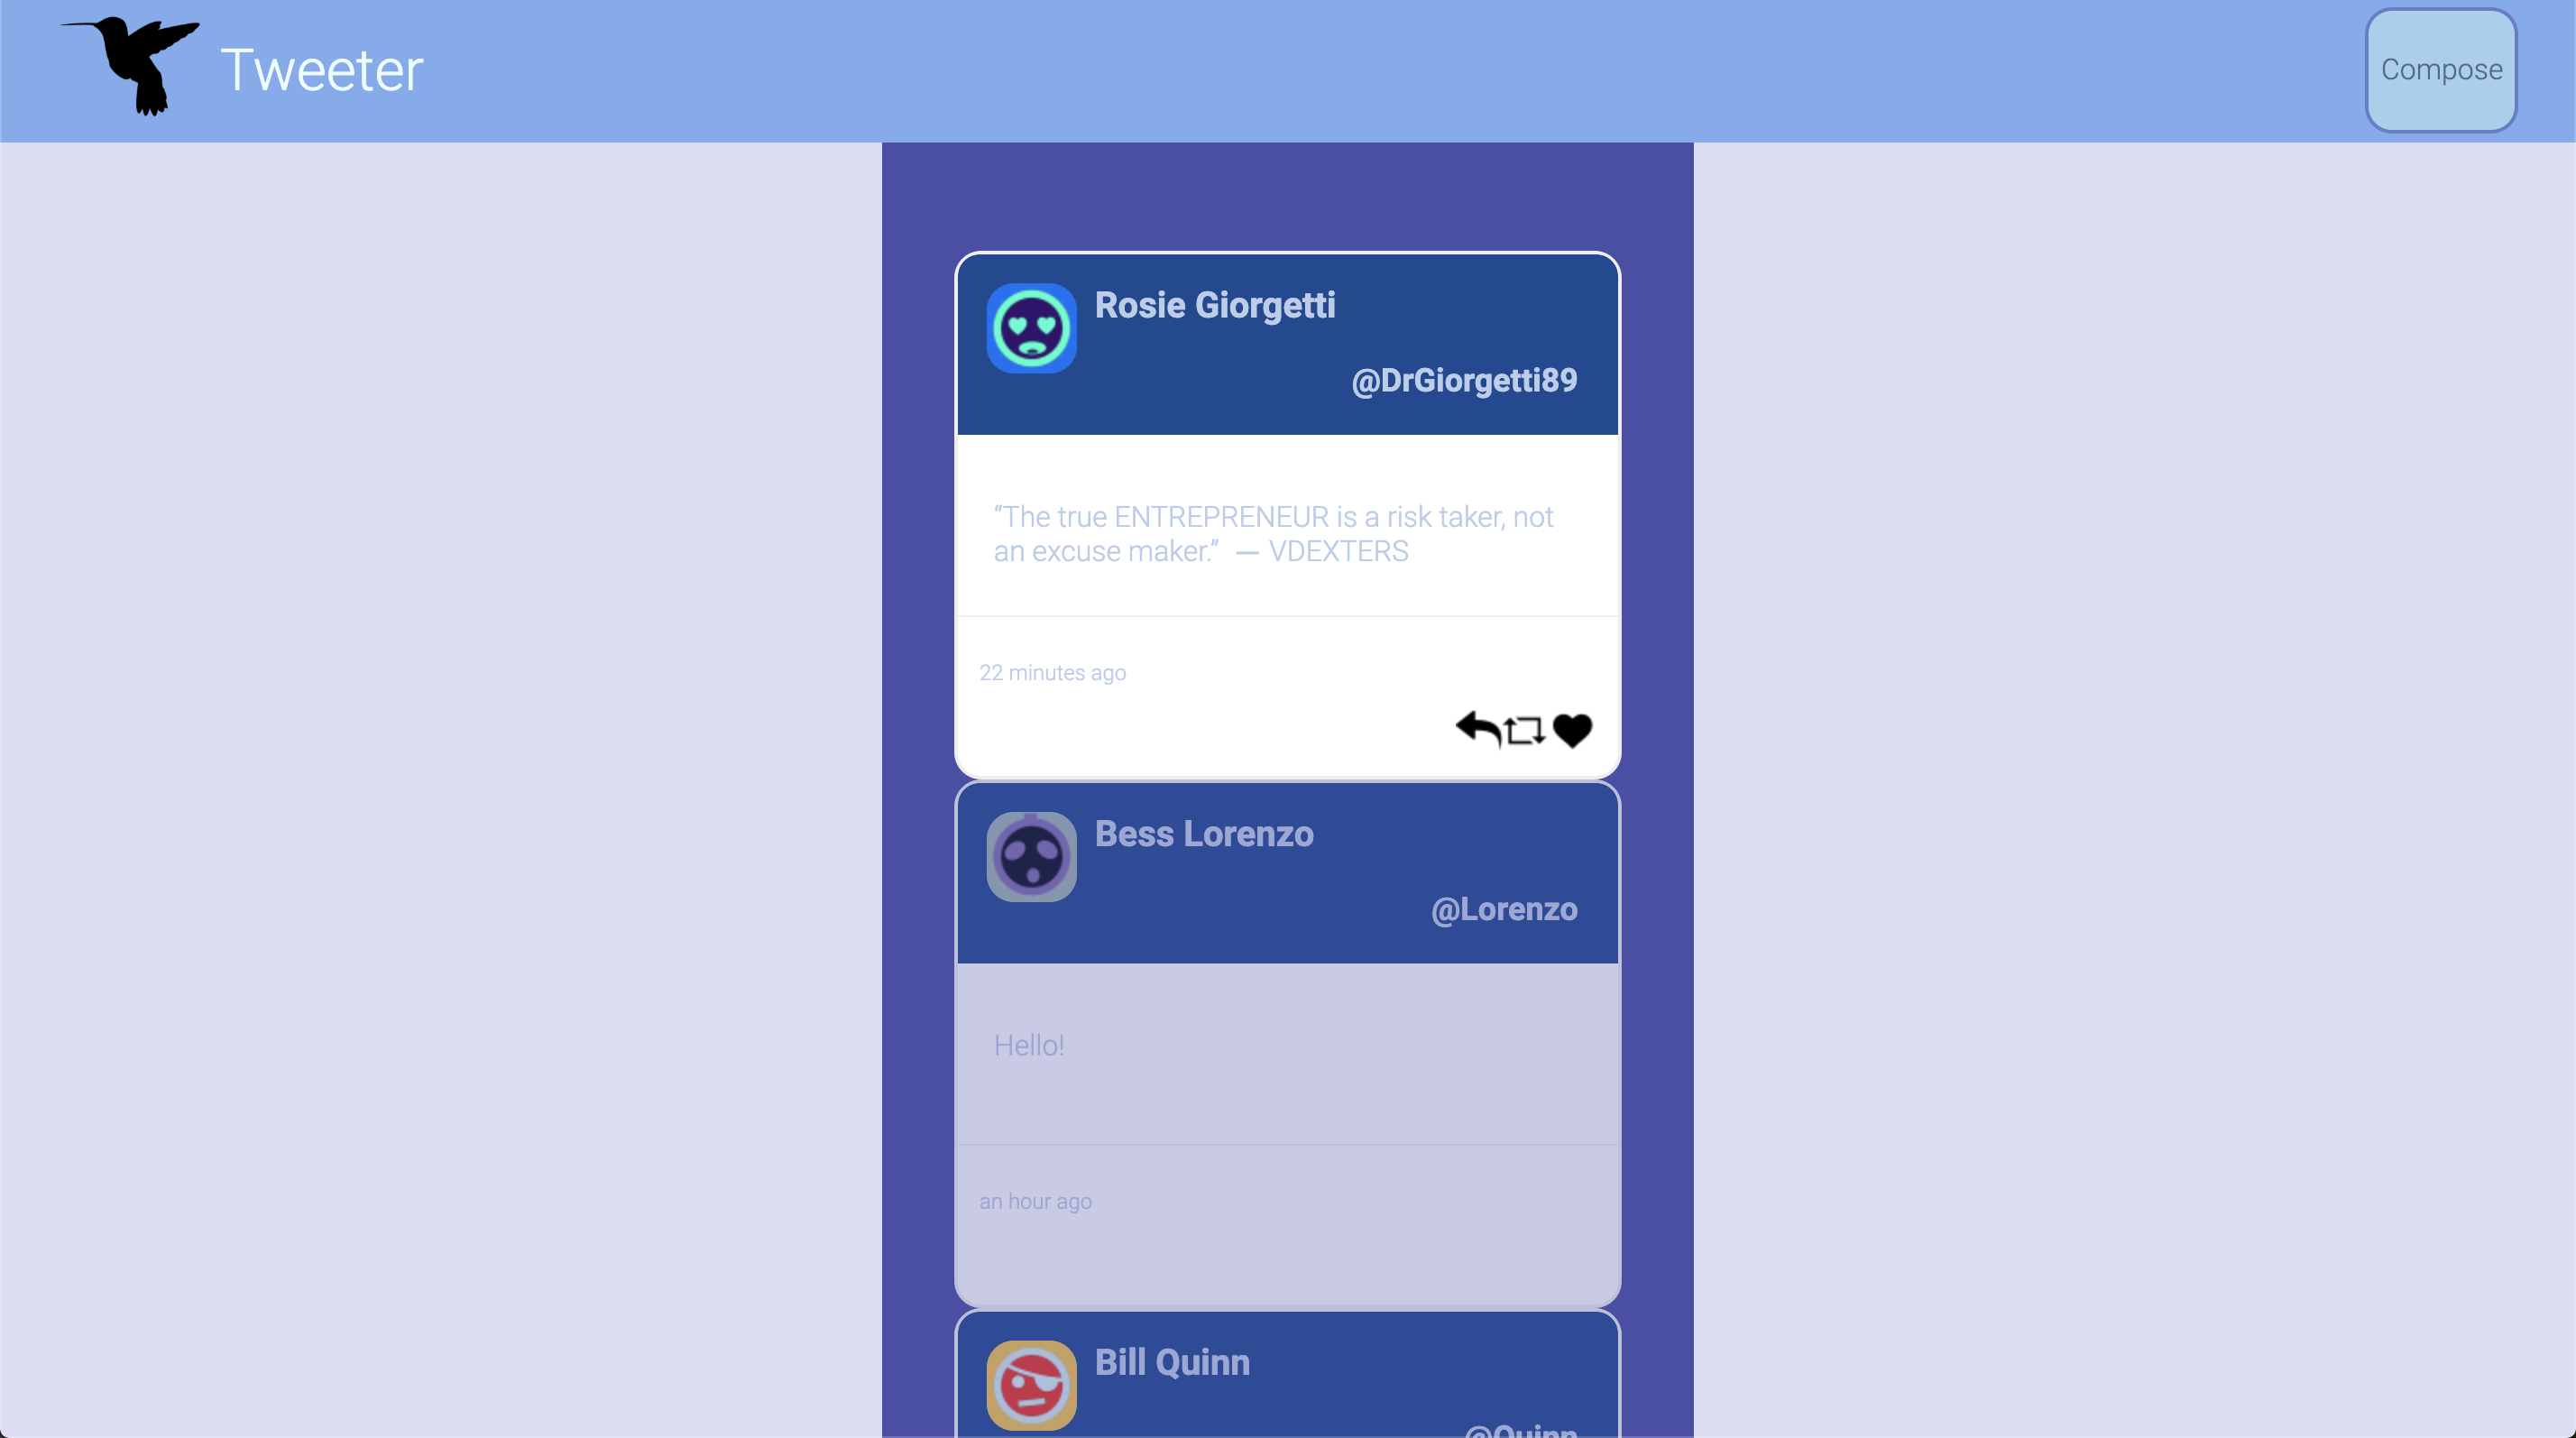 Tweeter
Compose
Rosie Giorgetti
@DrGiorgetti89
“The true ENTREPRENEUR is a risk taker, not
an excuse maker.” — VDEXTERS
22 minutes ago
Bess Lorenzo
@Lorenzo
Hello!
an hour ago
Bill Quinn
@Quinn